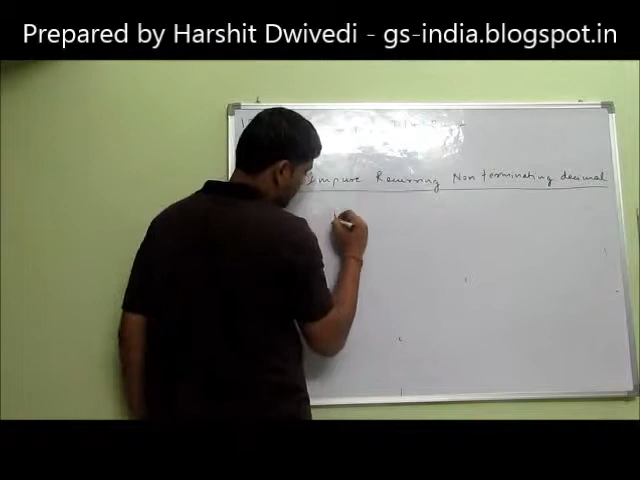 Prepared by Harshit Dwivedi - gs-india.blogspot.in
Impure Recurring Non terminating decimal